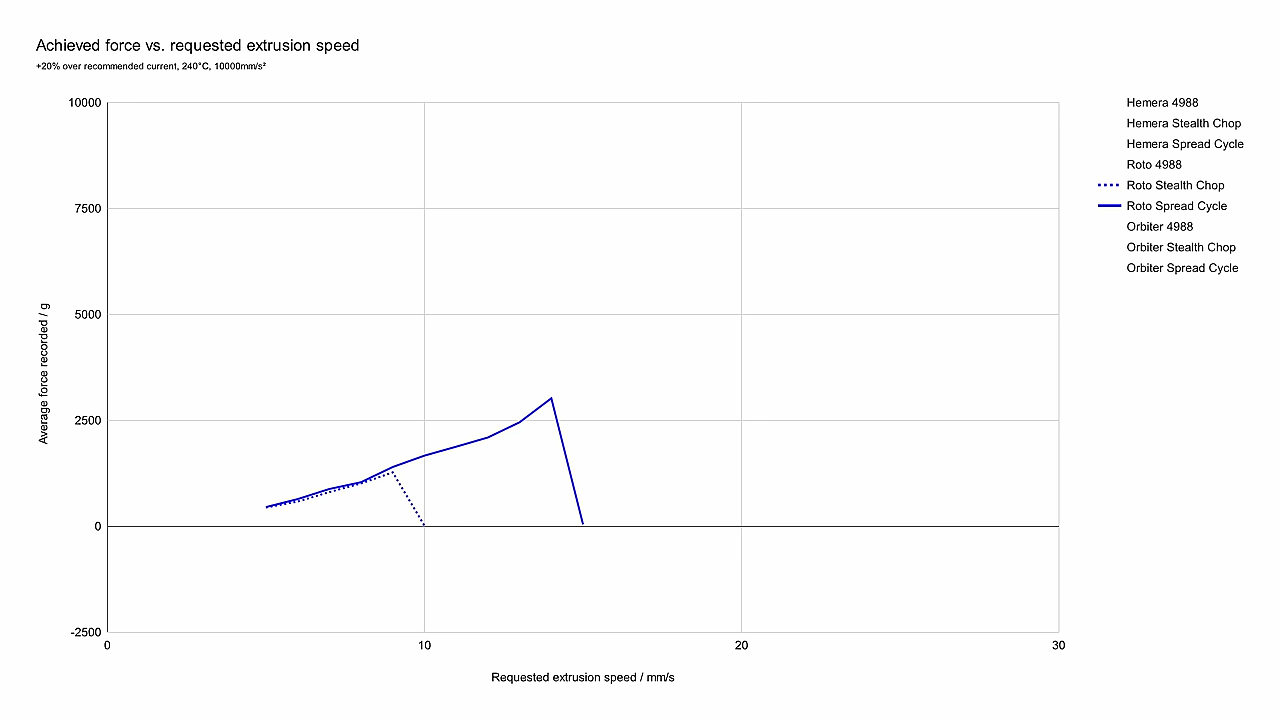 Achieved force vs. requested extrusion speed
+20% over recommended current, 240°C, 10000mm/s²
10000
7500
5000
2500
0
-2500
Average force recorded / g
0
10
20
30
Requested extrusion speed / mm/s
Hemera 4988
Hemera Stealth Chop
Hemera Spread Cycle
Roto 4988
Roto Stealth Chop
Roto Spread Cycle
Orbiter 4988
Orbiter Stealth Chop
Orbiter Spread Cycle